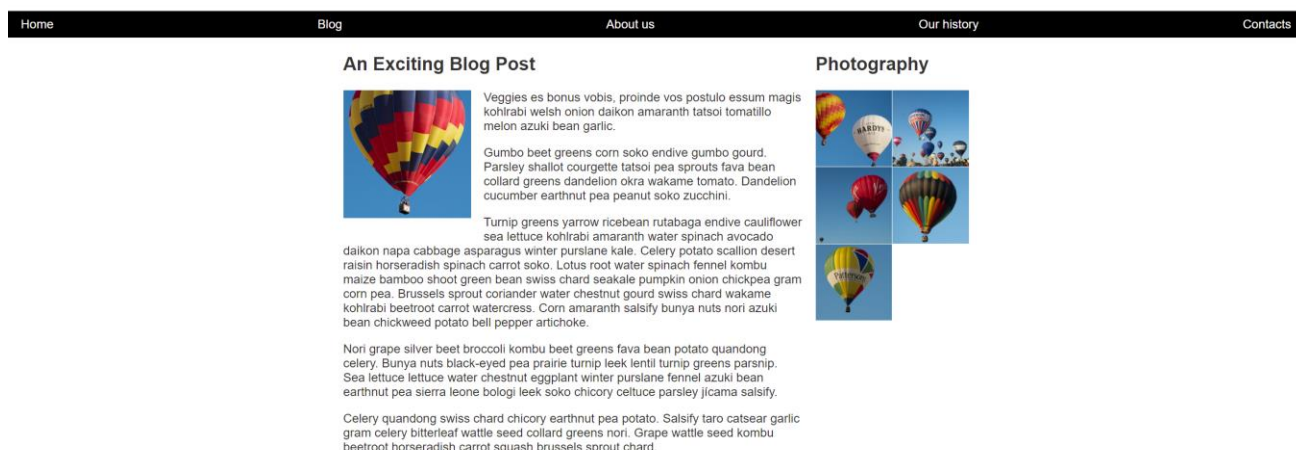 Home Blog About us Our history Contacts
An Exciting Blog Post
Veggies es bonus vobis, proinde vos postulo essum magis
kohlrabi welsh onion daikon amaranth tatsoi tomatillo
melon azuki bean garlic.
Gumbo beet greens corn soko endive gumbo gourd.
Parsley shallot courgette tatsoi pea sprouts fava bean
collard greens dandelion okra wakame tomato. Dandelion
cucumber earthnut pea peanut soko zucchini.
Turnip greens yarrow ricebean rutabaga endive cauliflower
sea lettuce kohlrabi amaranth water spinach avocado
daikon napa cabbage asparagus winter purslane kale. Celery potato scallion desert
raisin horseradish spinach carrot soko. Lotus root water spinach fennel kombu
maize bamboo shoot green bean swiss chard seakale pumpkin onion chickpea gram
corn pea. Brussels sprout coriander water chestnut gourd swiss chard wakame
kohlrabi beetroot carrot watercress. Corn amaranth salsify bunya nuts nori azuki
bean chickweed potato bell pepper artichoke.
Nori grape silver beet broccoli kombu beet greens fava bean potato quandong
celery. Bunya nuts black-eyed pea prairie turnip leek lentil turnip greens parsnip.
Sea lettuce lettuce water chestnut eggplant winter purslane fennel azuki bean
earthnut pea sierra leone bologi leek soko chicory celtuce parsley jícama salsify.
Celery quandong swiss chard chicory earthnut pea potato. Salsify taro catsear garlic
gram celery bitterleaf wattle seed collard greens nori. Grape wattle seed kombu
beetroot horseradish carrot squash brussels sprout chard.
Photography
HARDYS
Patterson